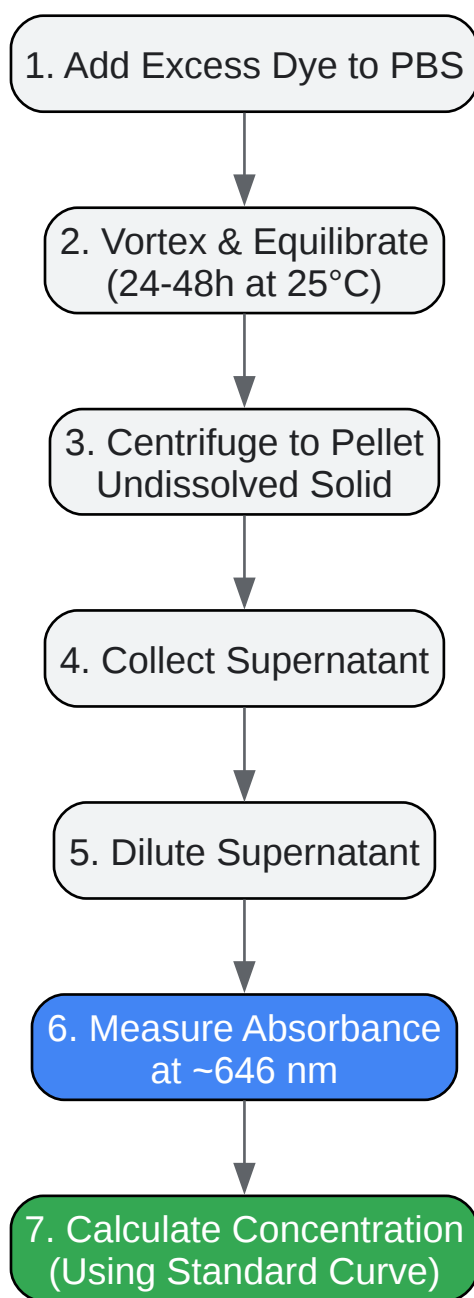 1. Add Excess Dye to PBS
2. Vortex & Equilibrate
(24-48h at 25°C)
3. Centrifuge to Pellet
Undissolved Solid
4. Collect Supernatant
5. Dilute Supernatant
6. Measure Absorbance
at ~646 nm
7. Calculate Concentration
(Using Standard Curve)